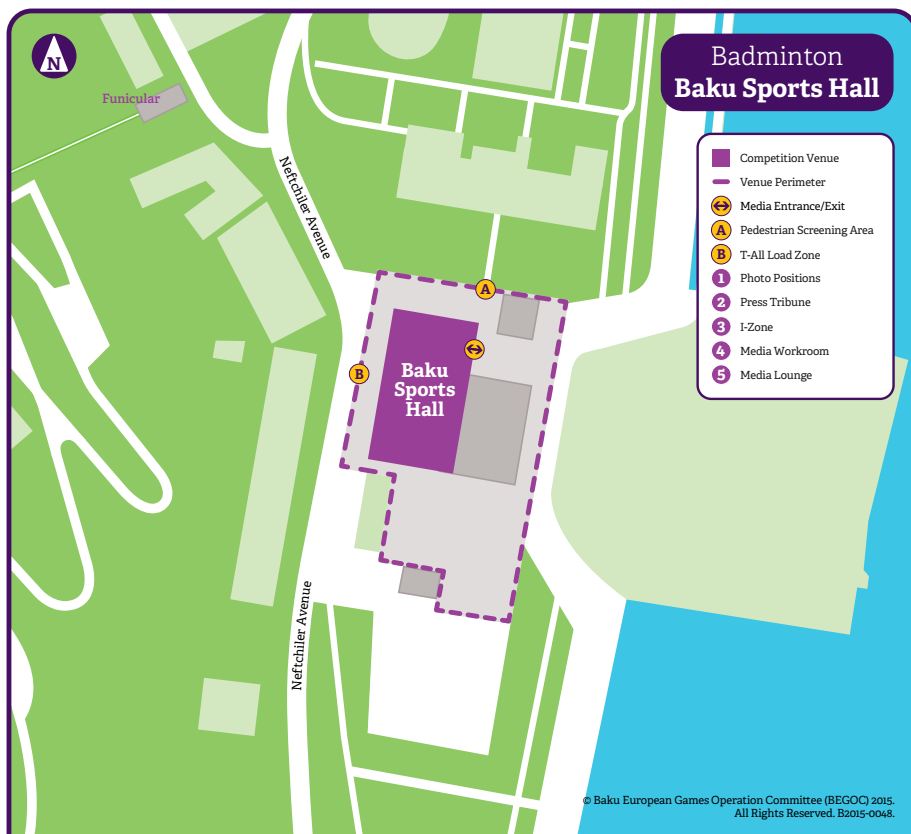 N
Funicular
Badminton
Baku Sports Hall
Competition Venue
Venue Perimeter
Media Entrance/Exit
A Pedestrian Screening Area
B T-All Load Zone
1 Photo Positions
2 Press Tribune
3 I-Zone
4 Media Workroom
5 Media Lounge
Neftchiler Avenue
A
B
Baku
Sports
Hall
Neftchiler Avenue
© Baku European Games Operation Committee (BEGOC) 2015.
All Rights Reserved. B2015-0048.